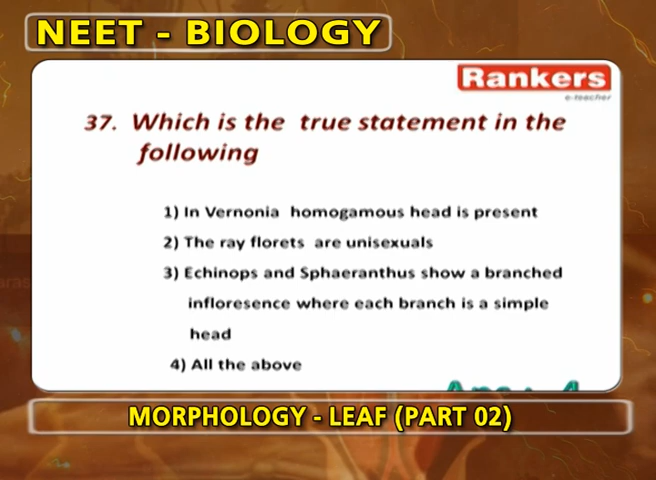 NEET - BIOLOGY
Rankers
e-teacher
37. Which is the true statement in the
following
1) In Vernonia homogamous head is present
2) The ray florets are unisexuals
3) Echinops and Sphaeranthus show a branched
infloresence where each branch is a simple
head
4) All the above
MORPHOLOGY - LEAF (PART 02)